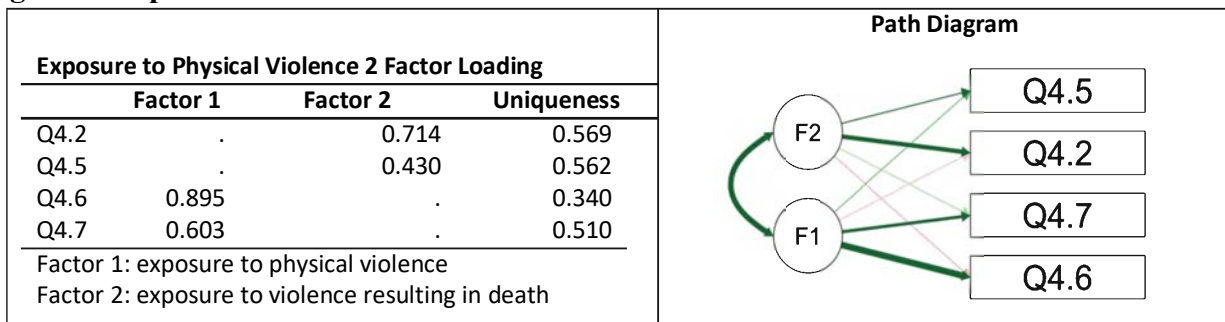 Path Diagram
Exposure to Physical Violence 2 Factor Loading
Factor 1 Factor 2 Uniqueness
Q4.2 . 0.714 0.569
Q4.5 . 0.430 0.562
Q4.6 0.895 . 0.340
Q4.7 0.603 . 0.510
Factor 1: exposure to physical violence
Factor 2: exposure to violence resulting in death
F2
F1
Q4.5
Q4.2
Q4.7
Q4.6